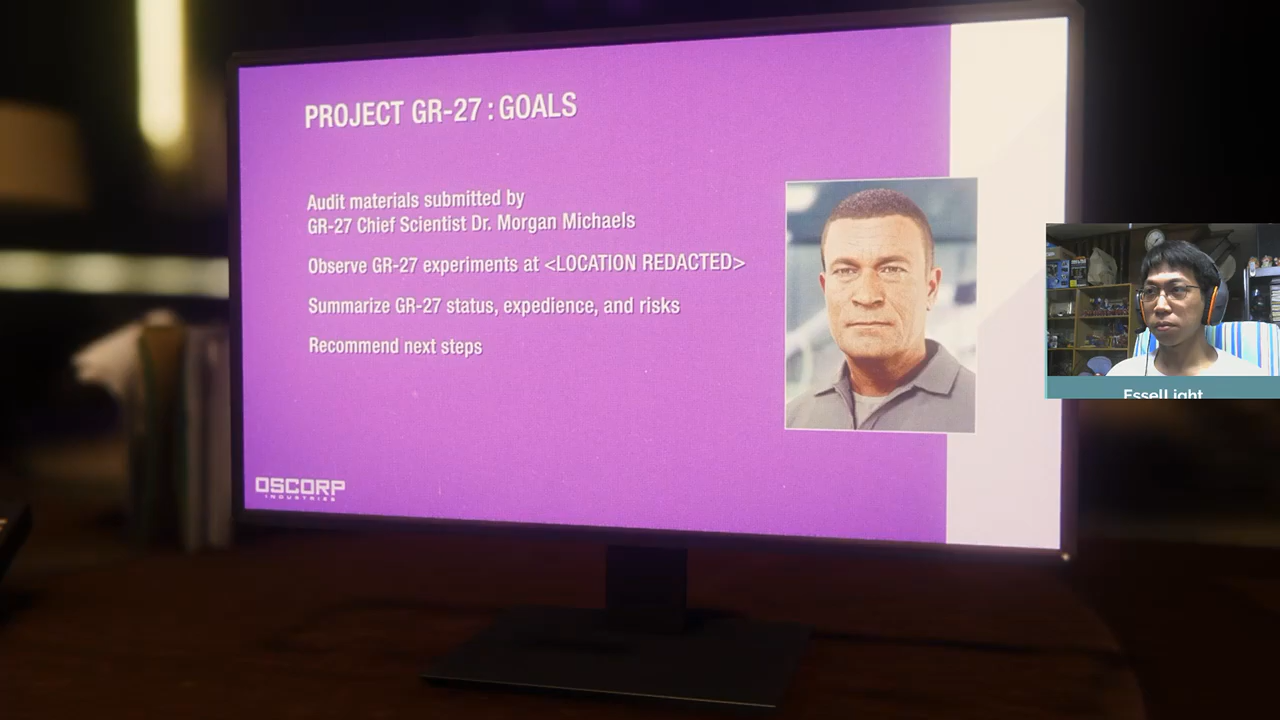 PROJECT GR-27 : GOALS
Audit materials submitted by
GR-27 Chief Scientist Dr. Morgan Michaels
Observe GR-27 experiments at <LOCATION REDACTED>
Summarize GR-27 status, expedience, and risks
Recommend next steps
OSCORP
INDUSTRIES
EsselLight